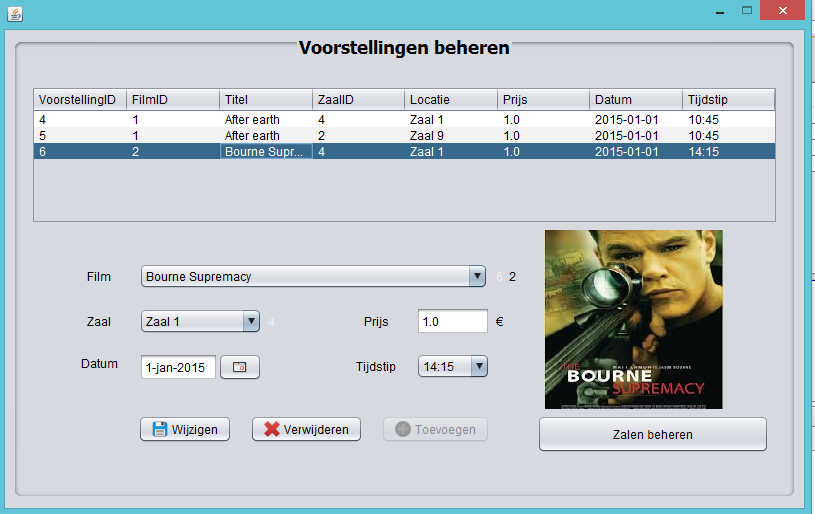 Voorstellingen beheren
VoorstellingID FilmID Titel ZaalID Locatie Prijs Datum Tijdstip
4 1 After earth 4 Zaal 1 1.0 2015-01-01 10:45
5 1 After earth 2 Zaal 9 1.0 2015-01-01 10:45
6 2 Bourne Supr... 4 Zaal 1 1.0 2015-01-01 14:15
Film Bourne Supremacy 6 2
Zaal Zaal 1 4 Prijs 1.0 €
Datum 1-jan-2015 Tijdstip 14:15
THE
BOURNE
SUPREMACY
Wijzigen Verwijderen Toevoegen Zalen beheren